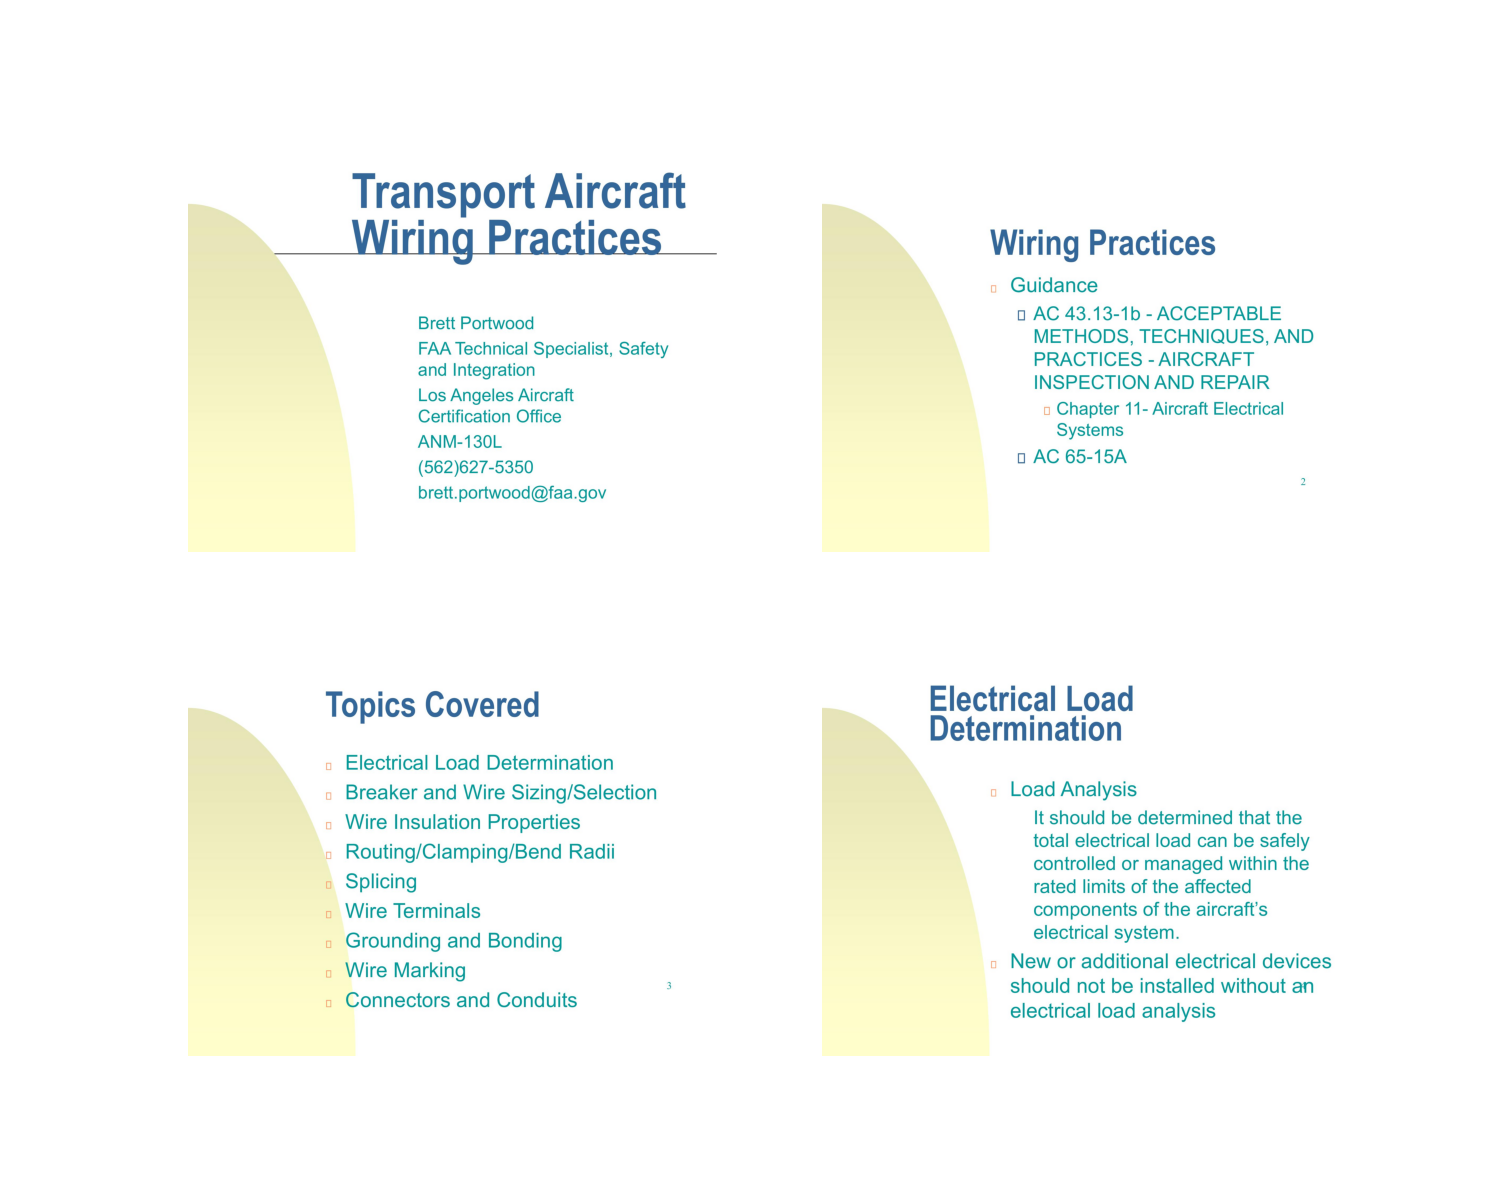 Transport Aircraft
Wiring Practices
Brett Portwood
FAA Technical Specialist, Safety
and Integration
Los Angeles Aircraft
Certification Office
ANM-130L
(562)627-5350
brett.portwood@faa.gov
Wiring Practices
Guidance
AC 43.13-1b - ACCEPTABLE
METHODS, TECHNIQUES, AND
PRACTICES - AIRCRAFT
INSPECTION AND REPAIR
Chapter 11- Aircraft Electrical
Systems
AC 65-15A
2
Topics Covered
Electrical Load Determination
Breaker and Wire Sizing/Selection
Wire Insulation Properties
Routing/Clamping/Bend Radii
Splicing
Wire Terminals
Grounding and Bonding
Wire Marking
Connectors and Conduits
3
Electrical Load
Determination
Load Analysis
It should be determined that the
total electrical load can be safely
controlled or managed within the
rated limits of the affected
components of the aircraft's
electrical system.
New or additional electrical devices
should not be installed without an
electrical load analysis